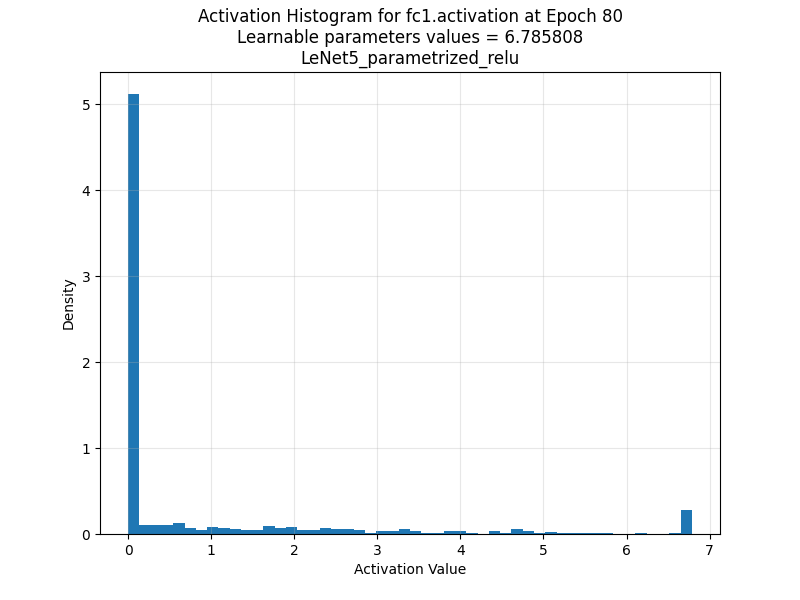 Activation Histogram for fc1.activation at Epoch 80
Learnable parameters values = 6.785808
LeNet5_parametrized_relu
5
4
3
2
1
0
Density
0 1 2 3 4 5 6 7
Activation Value